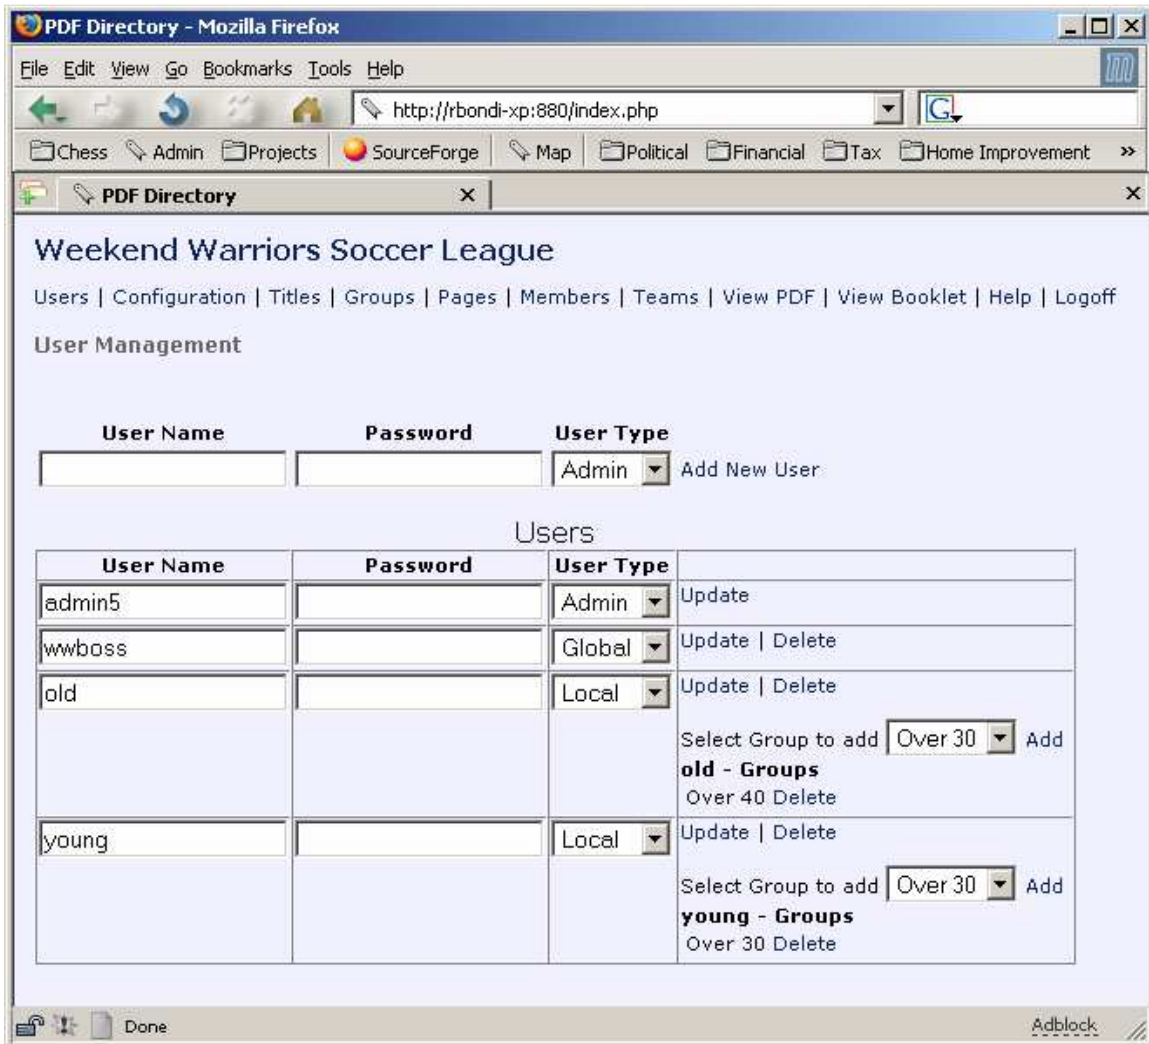 PDF Directory - Mozilla Firefox
File Edit View Go Bookmarks Tools Help
http://rbondi-xp:880/index.php
G
Chess Admin Projects SourceForge Map Political Financial Tax Home Improvement »
PDF Directory
Weekend Warriors Soccer League
Users | Configuration | Titles | Groups | Pages | Members | Teams | View PDF | View Booklet | Help | Logoff
User Management
User Name Password User Type
Admin Add New User
Users
User Name Password User Type
admin5 Admin Update
wwboss Global Update | Delete
old Local Update | Delete
Select Group to add Over 30 Add
old - Groups
Over 40 Delete
young Local Update | Delete
Select Group to add Over 30 Add
young - Groups
Over 30 Delete
Done Adblock